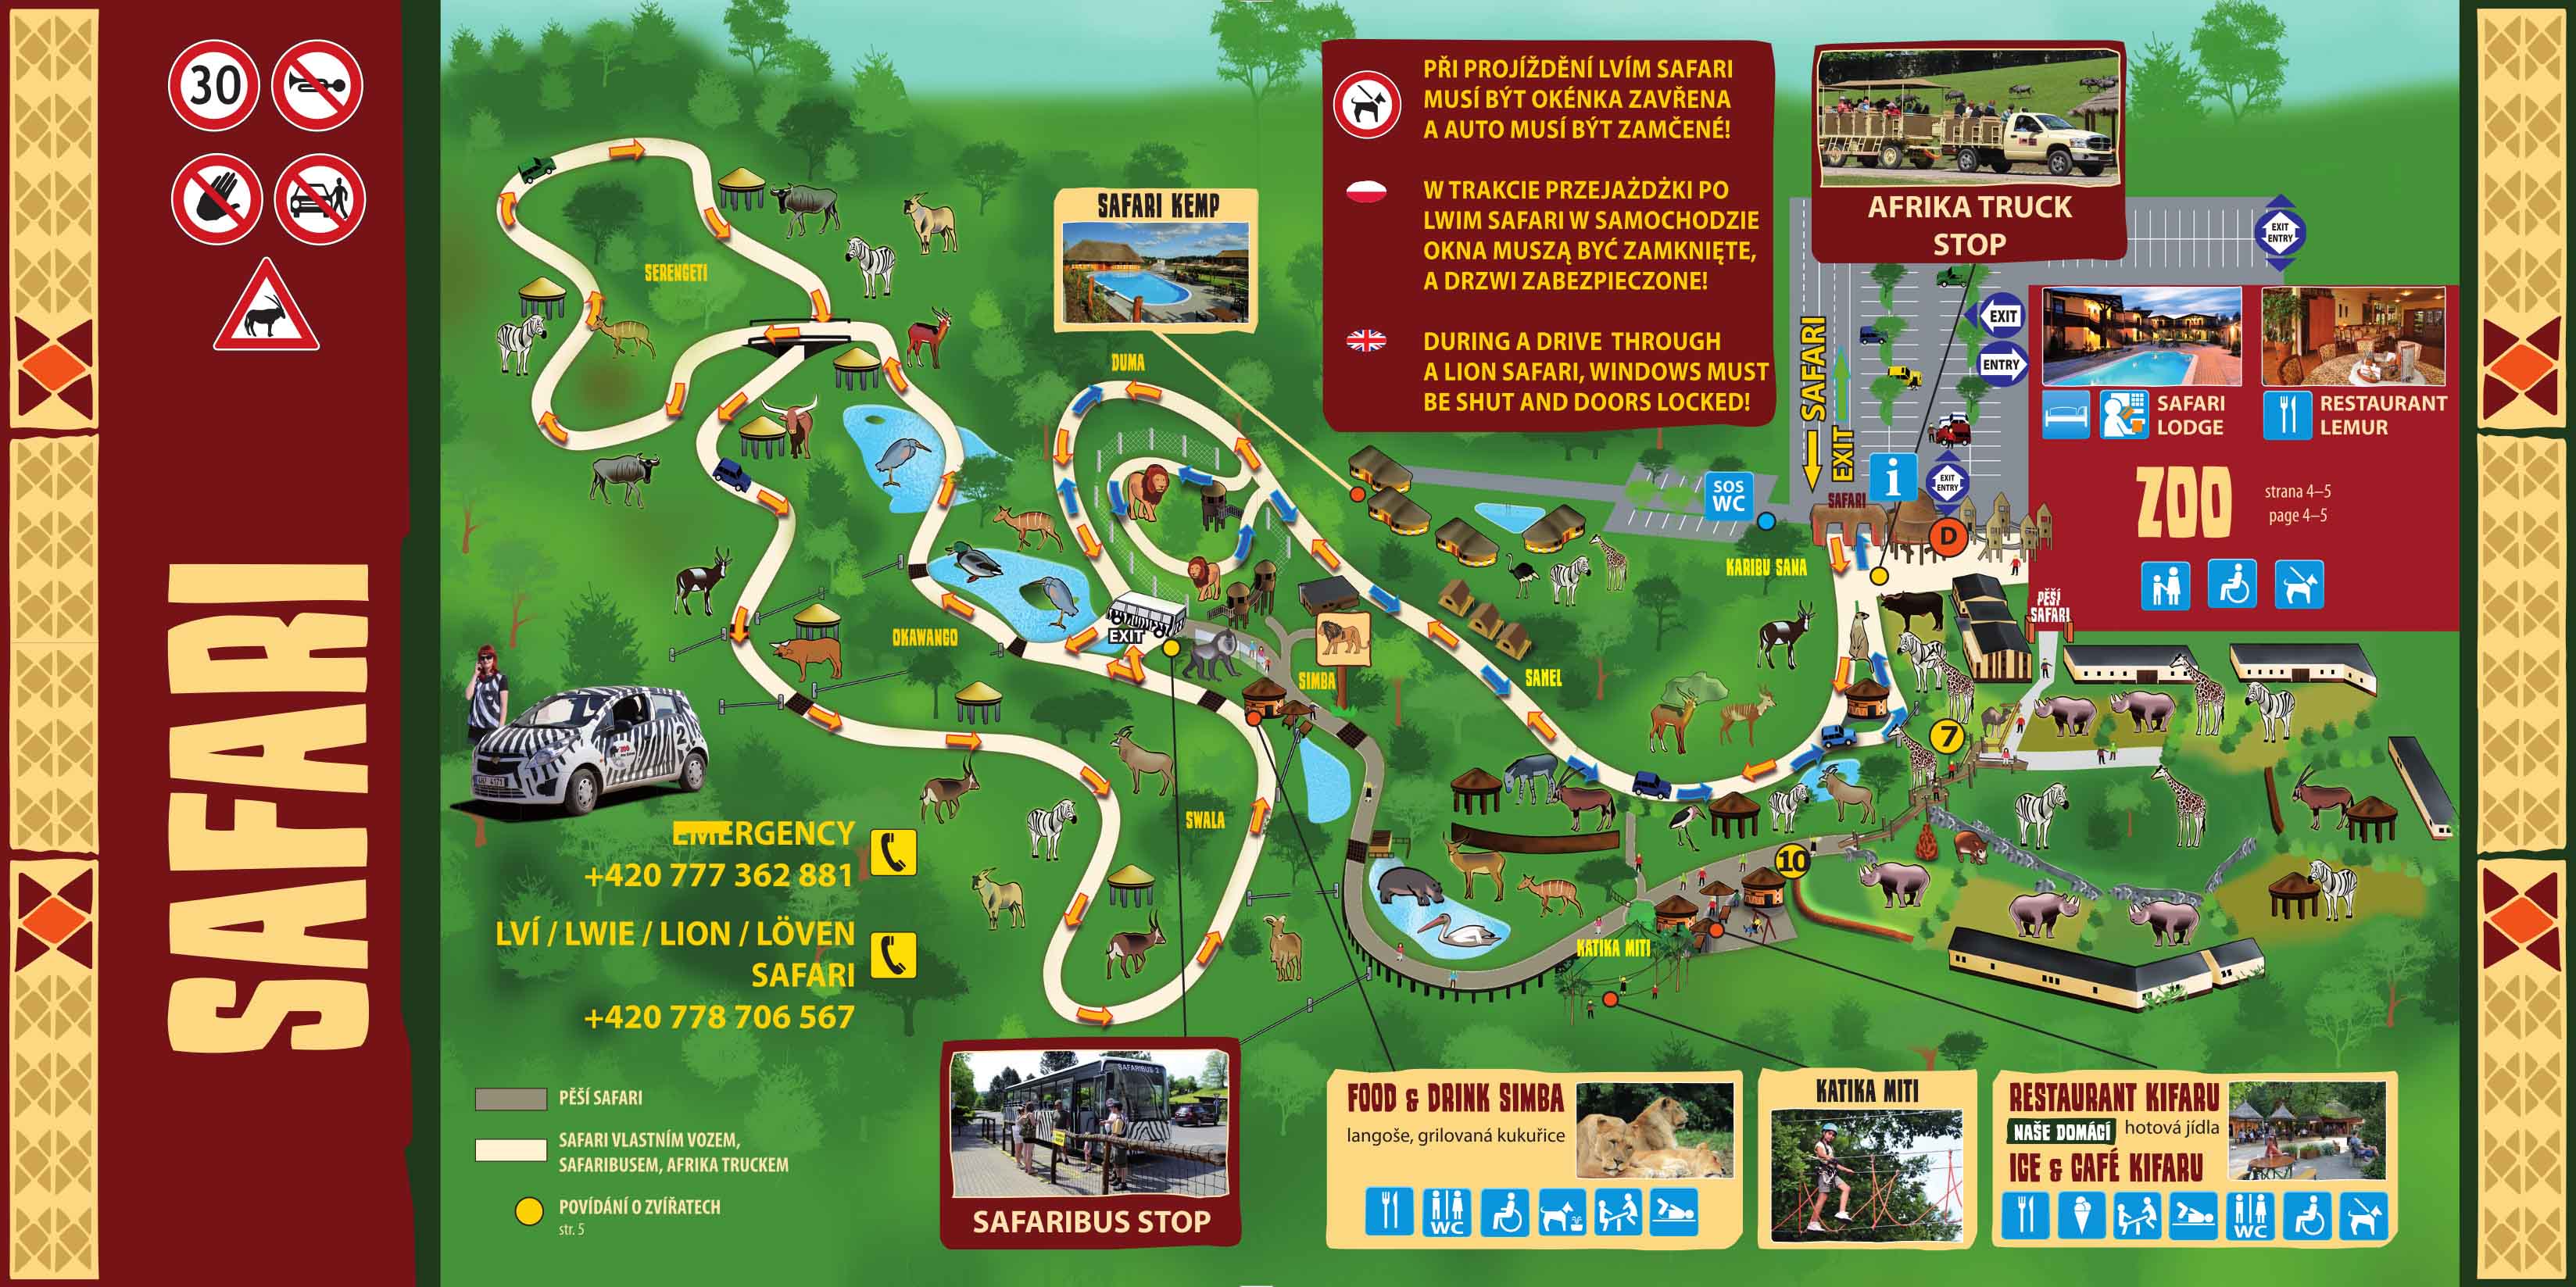 30
SAFARI
SERENGETI
SAFARI KEMP
DUMA
OKAWANGO
SIMBA
SAHEL
SWALA
KARIBU SANA
KATIKA MITI
EXIT
PŘI PROJÍŽDĚNÍ LVÍM SAFARI
MUSÍ BÝT OKÉNKA ZAVŘENA
A AUTO MUSÍ BÝT ZAMČENÉ!
W TRAKCIE PRZEJAŻDŻKI PO
LWIM SAFARI W SAMOCHODZIE
OKNA MUSZĄ BYĆ ZAMKNIĘTE,
A DRZWI ZABEZPIECZONE!
DURING A DRIVE THROUGH
A LION SAFARI, WINDOWS MUST
BE SHUT AND DOORS LOCKED!
AFRIKA TRUCK
STOP
EXIT
ENTRY
EXIT
ENTRY
SAFARI
EXIT
SAFARI
i
EXIT
ENTRY
D
SOS
WC
SAFARI
LODGE
RESTAURANT
LEMUR
ZOO
strana 4–5
page 4–5
PĚŠÍ
SAFARI
7
10
2
EMERGENCY
+420 777 362 881
LVÍ / LWIE / LION / LÖVEN
SAFARI
+420 778 706 567
PĚŠÍ SAFARI
SAFARI VLASTNÍM VOZEM,
SAFARIBUSEM, AFRIKA TRUCKEM
POVÍDÁNÍ O ZVÍŘATECH
str. 5
SAFARIBUS 2
SAFARIBUS STOP
FOOD & DRINK SIMBA
langoše, grilovaná kukuřice
WC
KATIKA MITI
RESTAURANT KIFARU
NAŠE DOMÁCÍ hotová jídla
ICE & CAFÉ KIFARU
WC